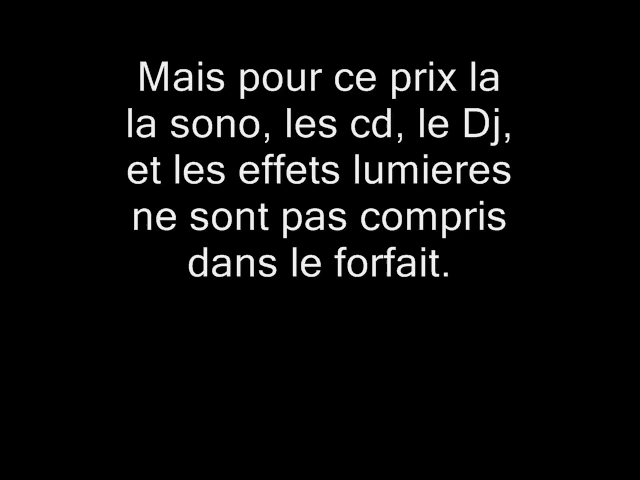 Mais pour ce prix la
la sono, les cd, le Dj,
et les effets lumieres
ne sont pas compris
dans le forfait.